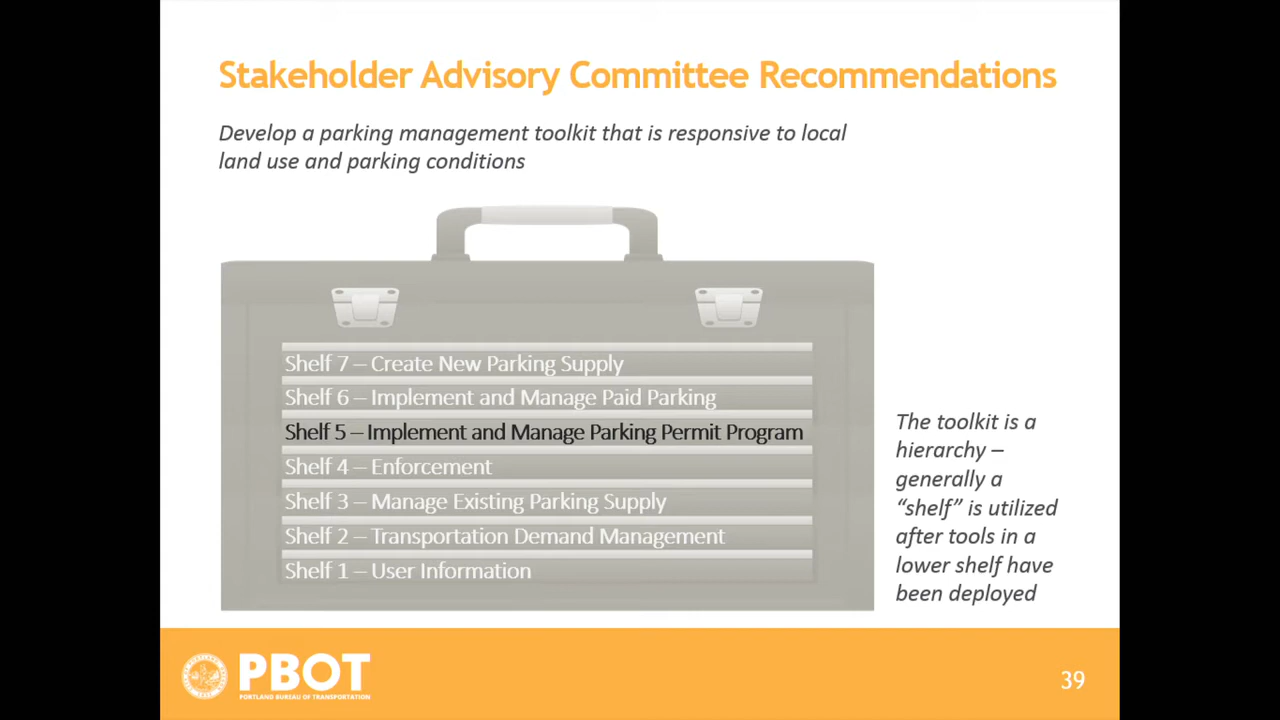 Stakeholder Advisory Committee Recommendations
Develop a parking management toolkit that is responsive to local
land use and parking conditions
Shelf 7 – Create New Parking Supply
Shelf 6 – Implement and Manage Paid Parking
Shelf 5 – Implement and Manage Parking Permit Program
Shelf 4 – Enforcement
Shelf 3 – Manage Existing Parking Supply
Shelf 2 – Transportation Demand Management
Shelf 1 – User Information
The toolkit is a
hierarchy –
generally a
“shelf” is utilized
after tools in a
lower shelf have
been deployed
PBOT
PORTLAND BUREAU OF TRANSPORTATION
39